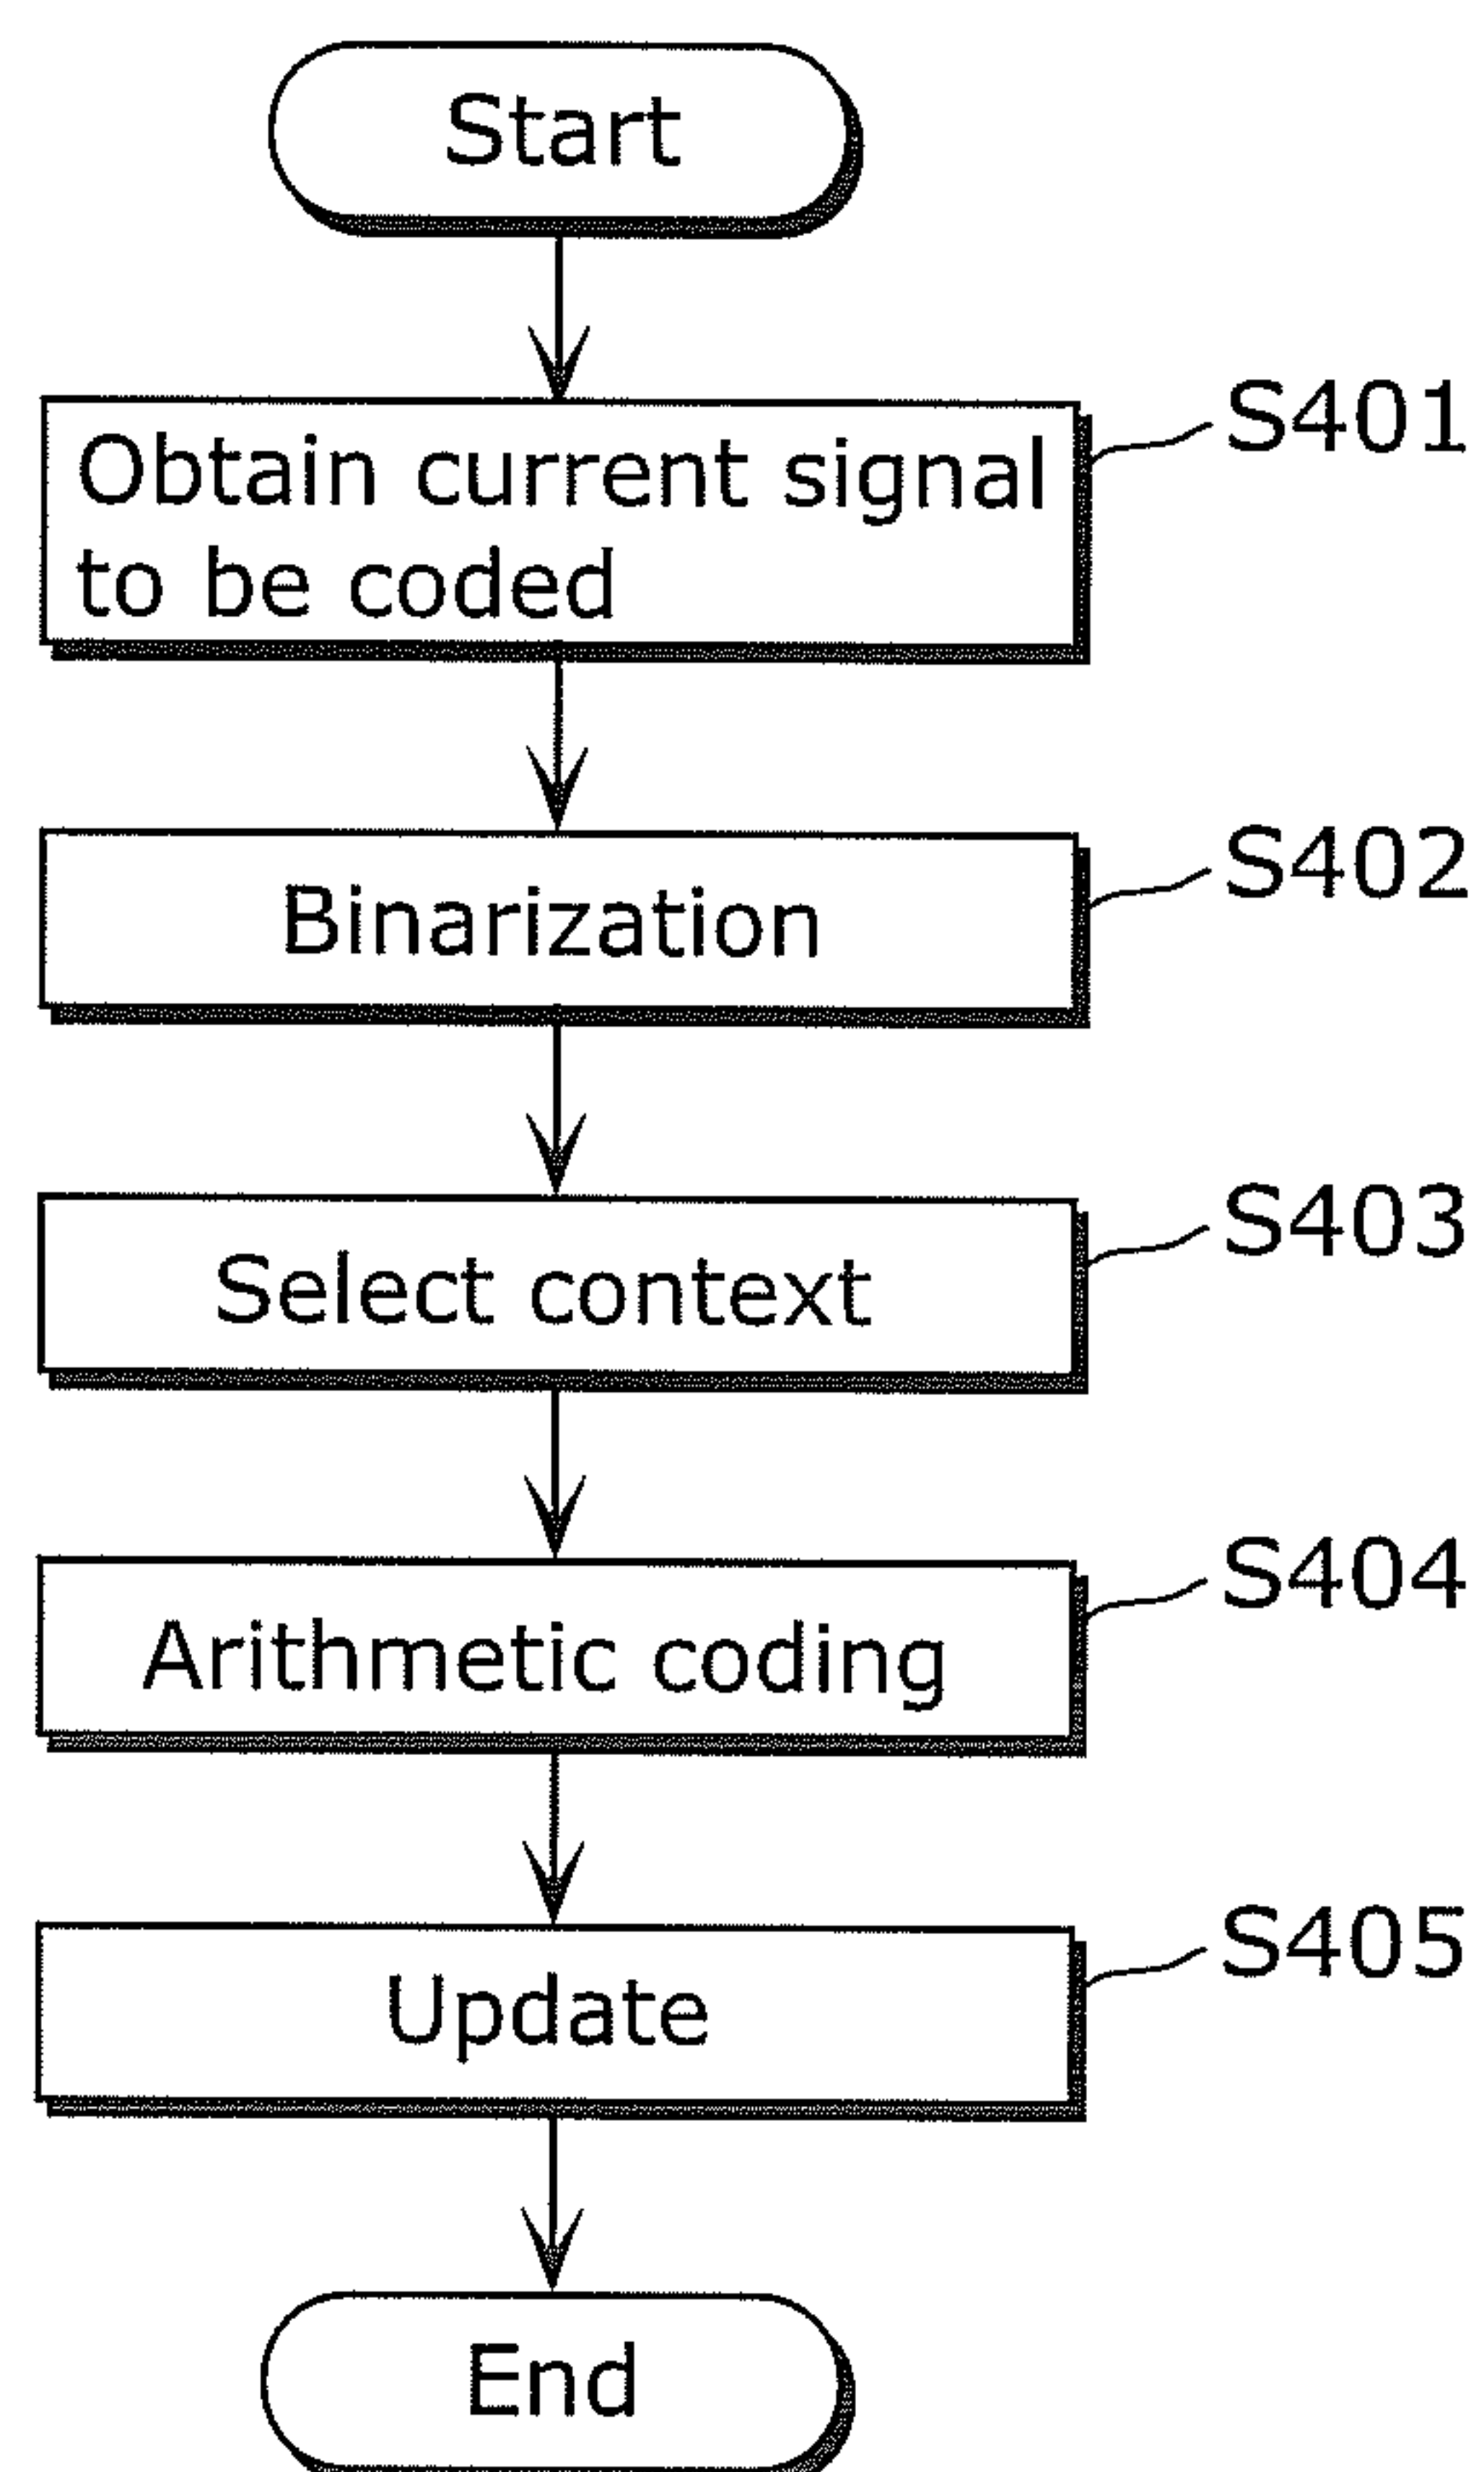 Start
Obtain current signal
to be coded
S401
Binarization
S402
Select context
S403
Arithmetic coding
S404
Update
S405
End